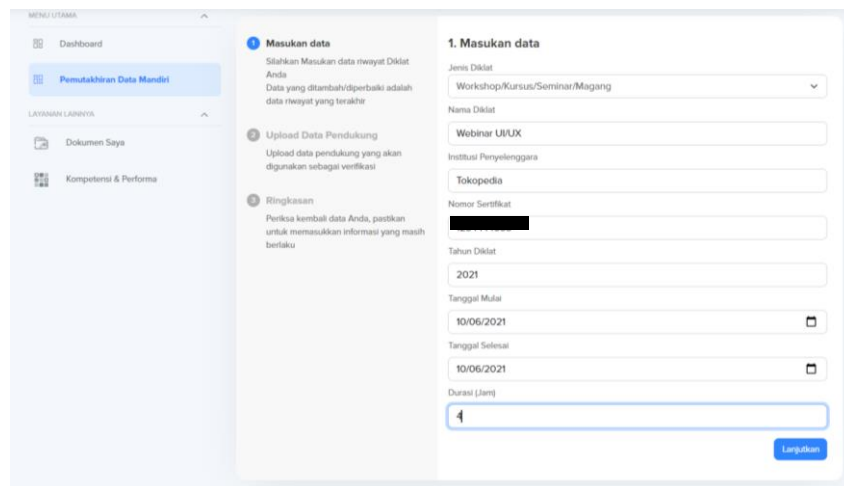 MENU UTAMA
Dashboard
Pemutakhiran Data Mandiri
LAYANAN LAINNYA
Dokumen Saya
Kompetensi & Performa
1 Masukan data
Silahkan Masukan data riwayat Diklat
Anda
Data yang ditambah/diperbaiki adalah
data riwayat yang terakhir
2 Upload Data Pendukung
Upload data pendukung yang akan
digunakan sebagai verifikasi
3 Ringkasan
Periksa kembali data Anda, pastikan
untuk memasukkan informasi yang masih
berlaku
1. Masukan data
Jenis Diklat
Workshop/Kursus/Seminar/Magang
Nama Diklat
Webinar UI/UX
Institusi Penyelenggara
Tokopedia
Nomor Sertifikat
Tahun Diklat
2021
Tanggal Mulai
10/06/2021
Tanggal Selesai
10/06/2021
Durasi (Jam)
4
Lanjutkan